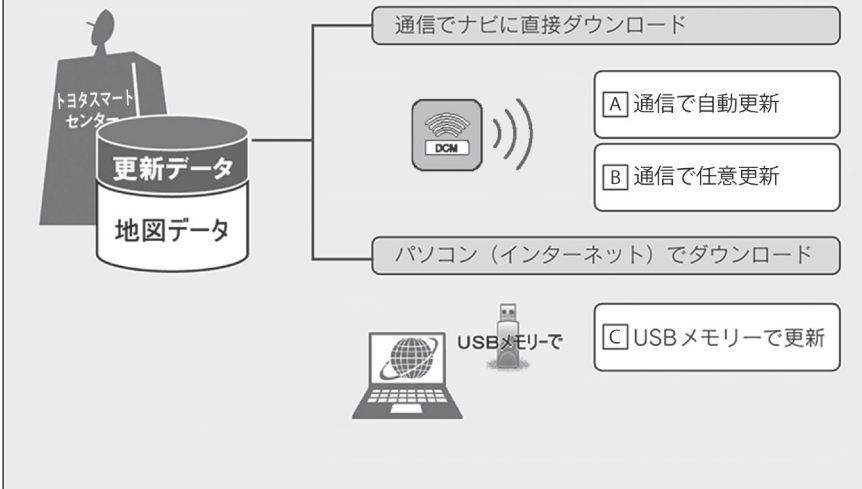 通信でナビに直接ダウンロード
トヨタスマート
センター
更新データ
地図データ
DCM
A 通信で自動更新
B 通信で任意更新
パソコン（インターネット）でダウンロード
USBメモリーで
C USBメモリーで更新